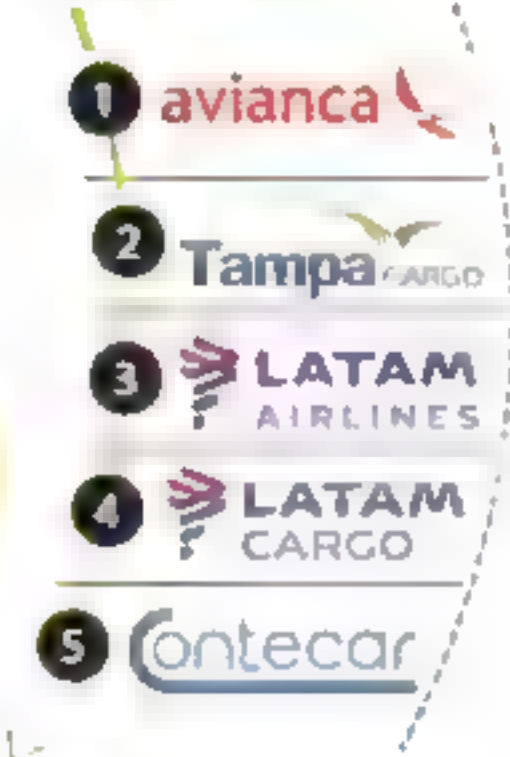 1 avianca
2 Tampa CARGO
3 LATAM
AIRLINES
4 LATAM
CARGO
5 Contecar